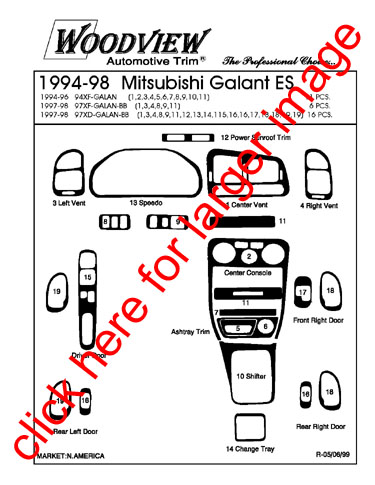 WOODVIEW
Automotive Trim®
The Professional Choice...
1994-98 Mitsubishi Galant ES
1994-96 94XF-GALAN (1,2,3,4,5,6,7,8,9,10,11) PCS.
1997-98 97XF-GALAN-BB (1,3,4,8,9,11) 6 PCS.
1997-98 97XD-GALAN-BB (1,3,4,8,9,11,12,13,14,115,16,16,17,18,18,19,19) 16 PCS.
click here for larger image
12 Power Sunroof Trim
3 Left Vent
13 Speedo
1 Center Vent
4 Right Vent
8
9
11
2
Center Console
15
19
11
17
18
7
5
6
Front Right Door
Ashtray Trim
Driver Door
10 Shifter
19
16
16
18
Rear Left Door
Rear Right Door
14 Change Tray
MARKET:N.AMERICA
R-05/06/99